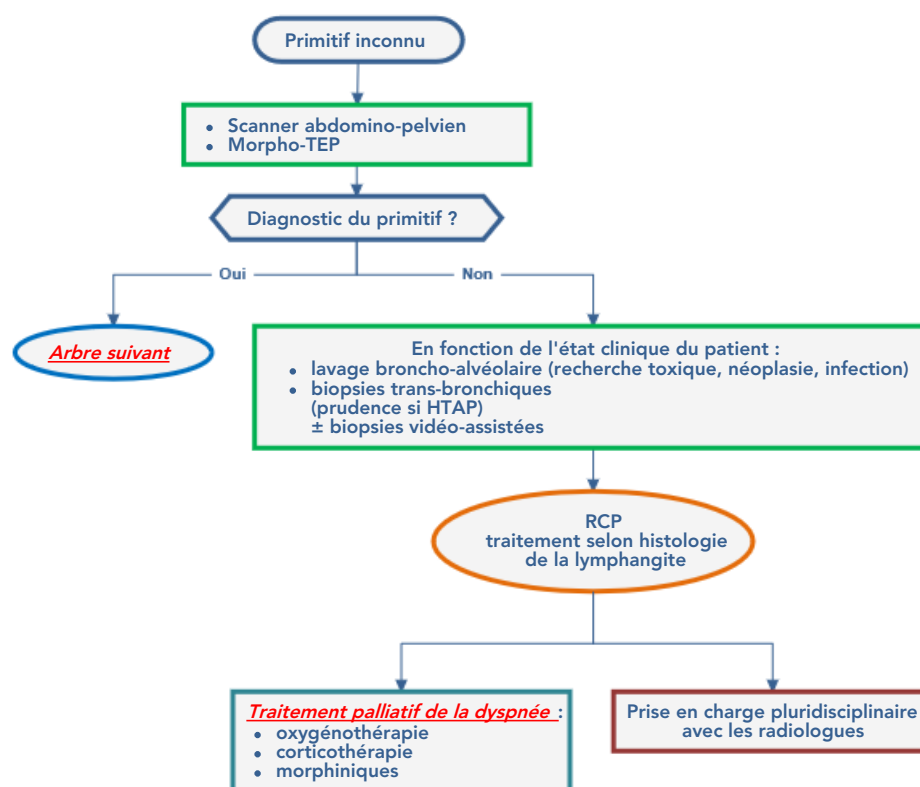 Primitif inconnu
• Scanner abdomino-pelvien
• Morpho-TEP
Diagnostic du primitif ?
Oui
Non
Arbre suivant
En fonction de l'état clinique du patient :
• lavage broncho-alvéolaire (recherche toxique, néoplasie, infection)
• biopsies trans-bronchiques
(prudence si HTAP)
± biopsies vidéo-assistées
RCP
traitement selon histologie
de la lymphangite
Traitement palliatif de la dyspnée :
• oxygénothérapie
• corticothérapie
• morphiniques
Prise en charge pluridisciplinaire
avec les radiologues